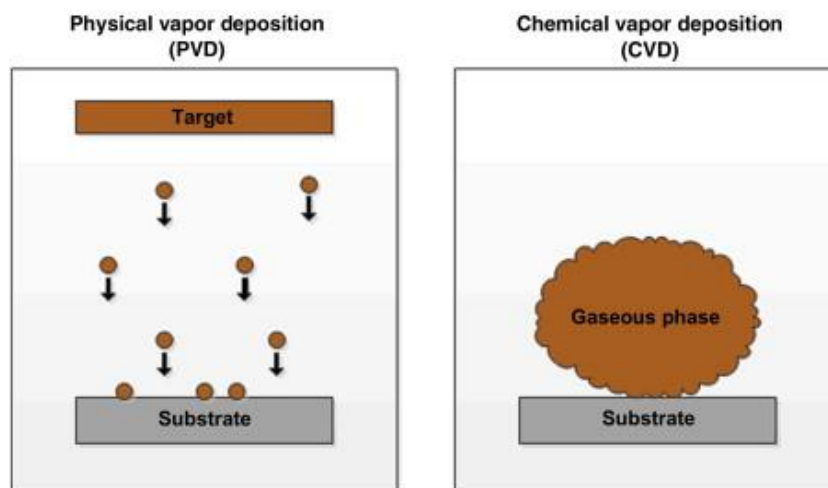 Physical vapor deposition
(PVD)
Target
Substrate
Chemical vapor deposition
(CVD)
Gaseous phase
Substrate